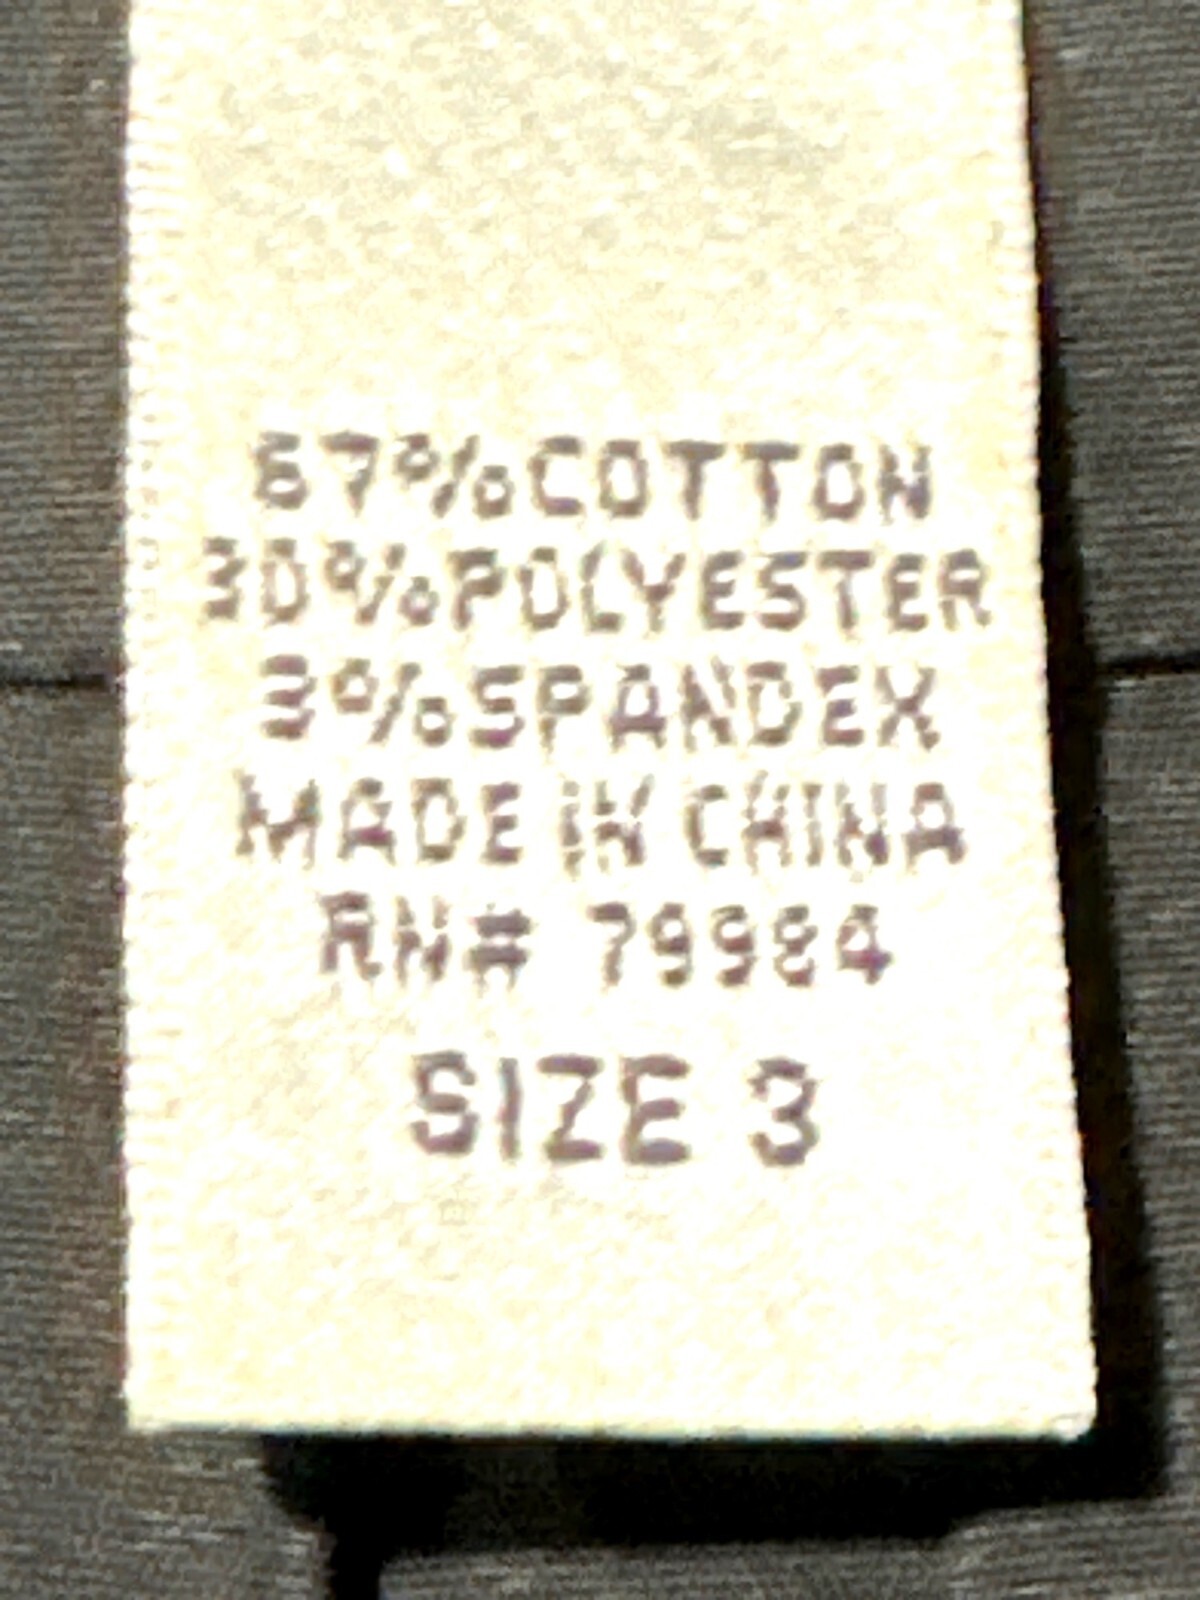 67%COTTON
30%POLYESTER
3%SPANDEX
MADE IN CHINA
RN# 79984
SIZE 3